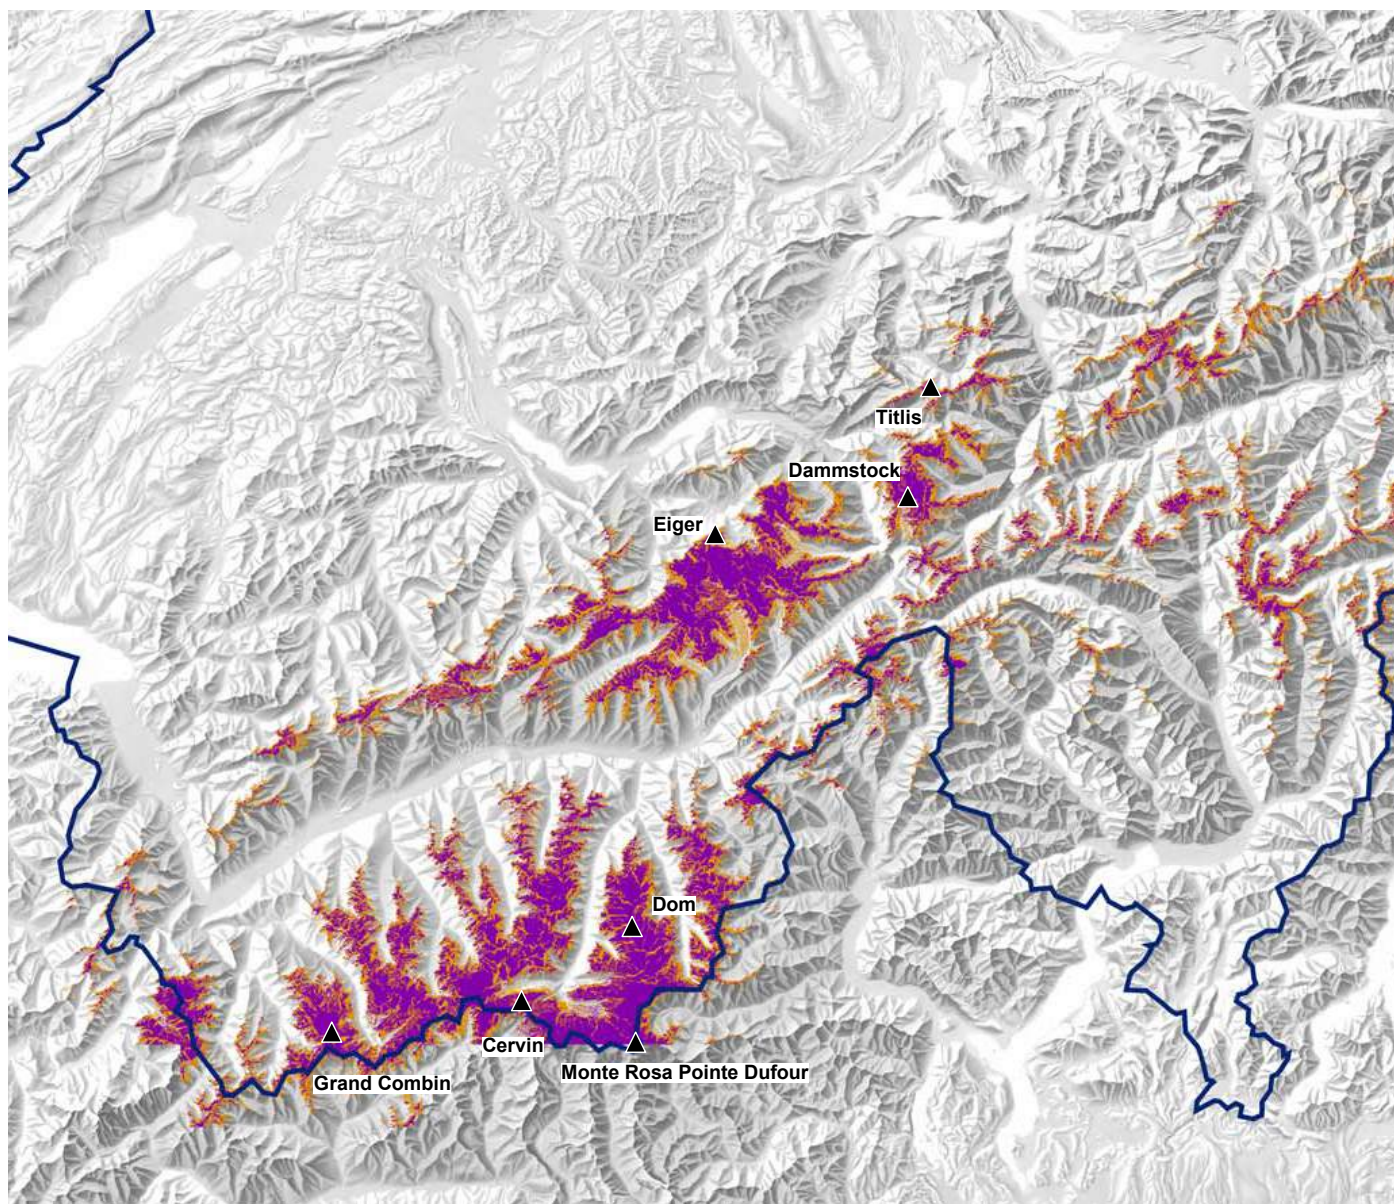 Titlis
Dammstock
Eiger
Dom
Cervin
Monte Rosa Pointe Dufour
Grand Combin